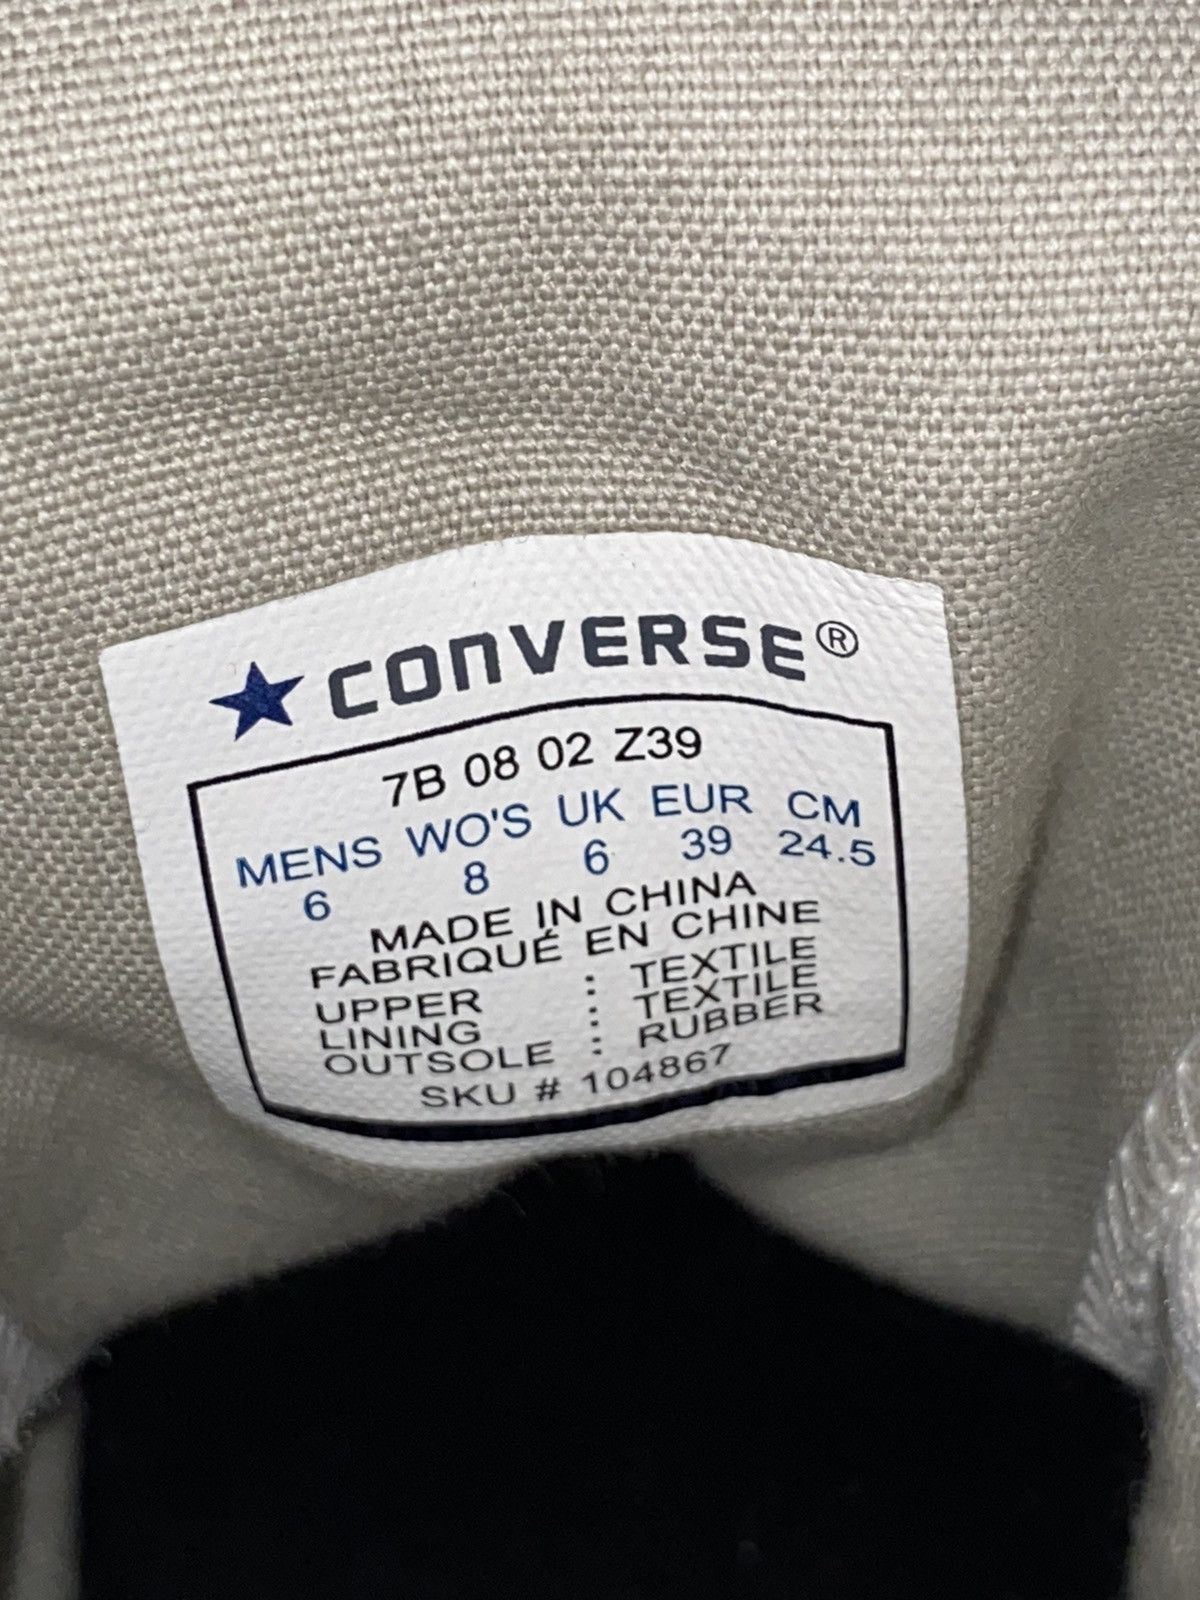 CONVERSE®
7B 08 02 Z39
MENS WO'S UK EUR CM
6 8 6 39 24.5
MADE IN CHINA
FABRIQUÉ EN CHINE
UPPER : TEXTILE
LINING : TEXTILE
OUTSOLE : RUBBER
SKU # 104867